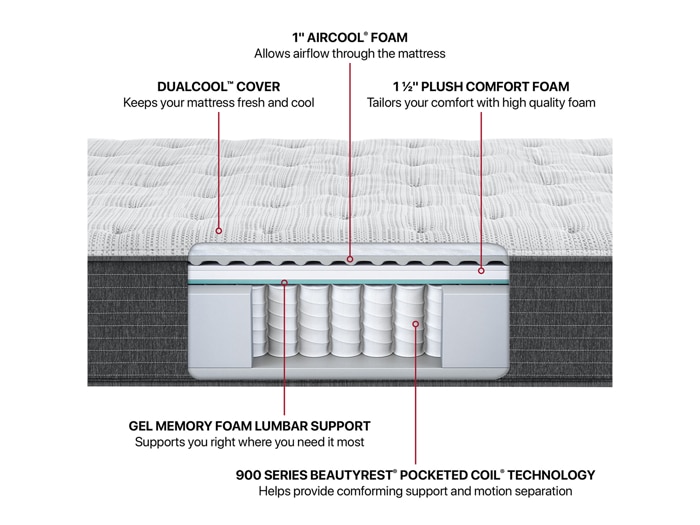 1" AIRCOOL® FOAM
Allows airflow through the mattress
DUALCOOL™ COVER
Keeps your mattress fresh and cool
1 ½" PLUSH COMFORT FOAM
Tailors your comfort with high quality foam
GEL MEMORY FOAM LUMBAR SUPPORT
Supports you right where you need it most
900 SERIES BEAUTYREST® POCKETED COIL® TECHNOLOGY
Helps provide comforming support and motion separation